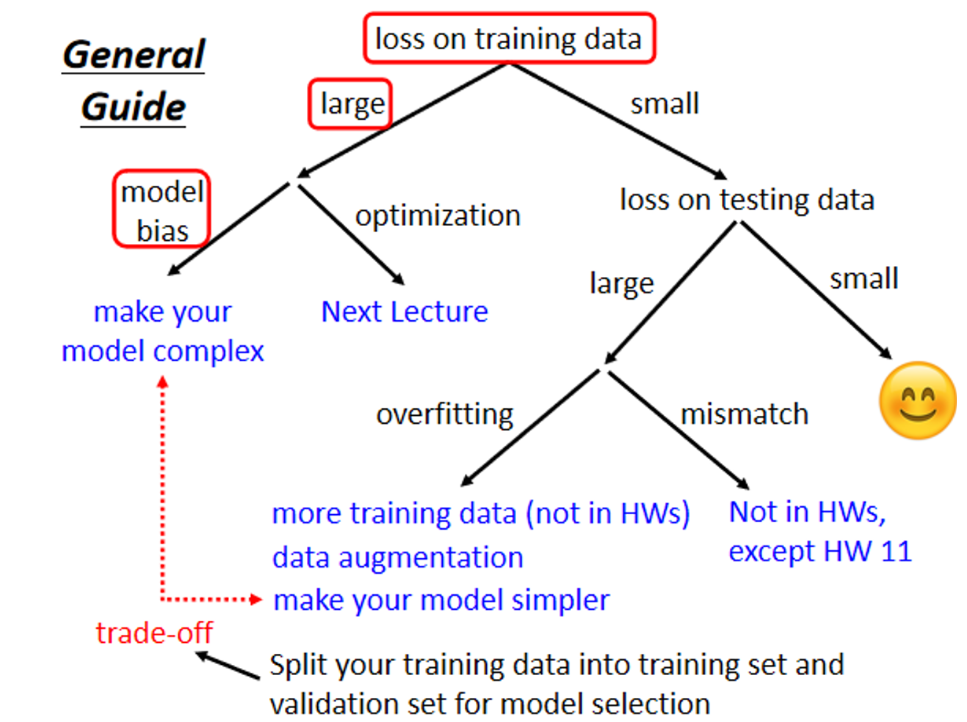 General
Guide
loss on training data
large
small
model
bias
optimization
loss on testing data
make your
model complex
Next Lecture
large
small
overfitting
mismatch
more training data (not in HWs)
data augmentation
make your model simpler
Not in HWs,
except HW 11
trade-off
Split your training data into training set and
validation set for model selection